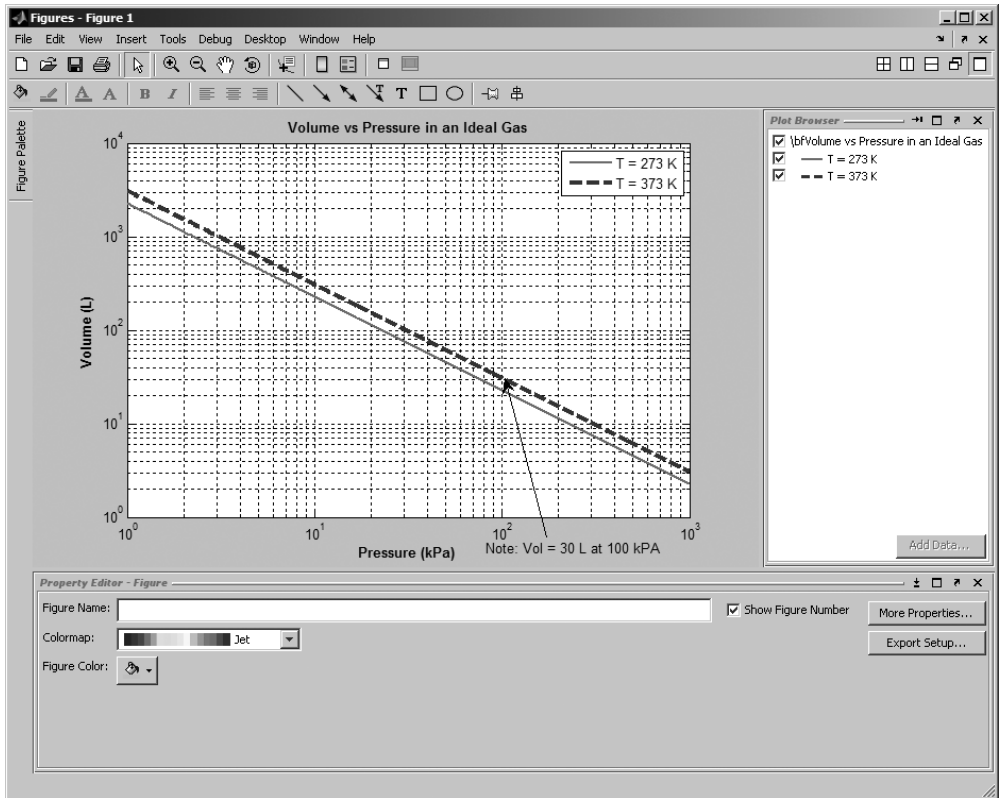 Figures - Figure 1
File Edit View Insert Tools Debug Desktop Window Help
A A B I T
Figure Palette
Volume vs Pressure in an Ideal Gas
T = 273 K
T = 373 K
10^4
10^3
10^2
10^1
10^0
Volume (L)
10^0 10^1 10^2 10^3
Pressure (kPa)
Note: Vol = 30 L at 100 kPA
Plot Browser
\bfVolume vs Pressure in an Ideal Gas
T = 273 K
T = 373 K
Add Data...
Property Editor - Figure
Figure Name:
Show Figure Number
More Properties...
Colormap:
Jet
Export Setup...
Figure Color: